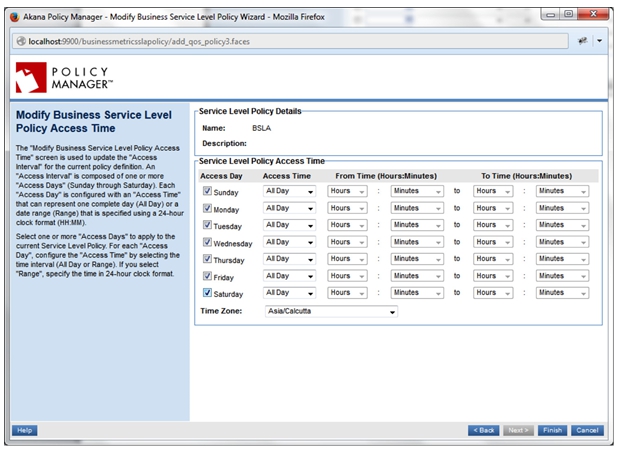 Akana Policy Manager - Modify Business Service Level Policy Wizard - Mozilla Firefox
localhost:9900/businessmetricsslapolicy/add_qos_policy3.faces
POLICY
MANAGER™
Modify Business Service Level
Policy Access Time
The "Modify Business Service Level Policy Access
Time" screen is used to update the "Access
Interval" for the current policy definition. An
"Access Interval" is composed of one or more
"Access Days" (Sunday through Saturday). Each
"Access Day" is configured with an "Access Time"
that can represent one complete day (All Day) or a
date range (Range) that is specified using a 24-hour
clock format (HH:MM).
Select one or more "Access Days" to apply to the
current Service Level Policy. For each "Access
Day", configure the "Access Time" by selecting the
time interval (All Day or Range). If you select
"Range", specify the time in 24-hour clock format.
Service Level Policy Details
Name: BSLA
Description:
Service Level Policy Access Time
Access Day Access Time From Time (Hours:Minutes) To Time (Hours:Minutes)
Sunday All Day Hours : Minutes to Hours : Minutes
Monday All Day Hours : Minutes to Hours : Minutes
Tuesday All Day Hours : Minutes to Hours : Minutes
Wednesday All Day Hours : Minutes to Hours : Minutes
Thursday All Day Hours : Minutes to Hours : Minutes
Friday All Day Hours : Minutes to Hours : Minutes
Saturday All Day Hours : Minutes to Hours : Minutes
Time Zone: Asia/Calcutta
Help < Back Next > Finish Cancel